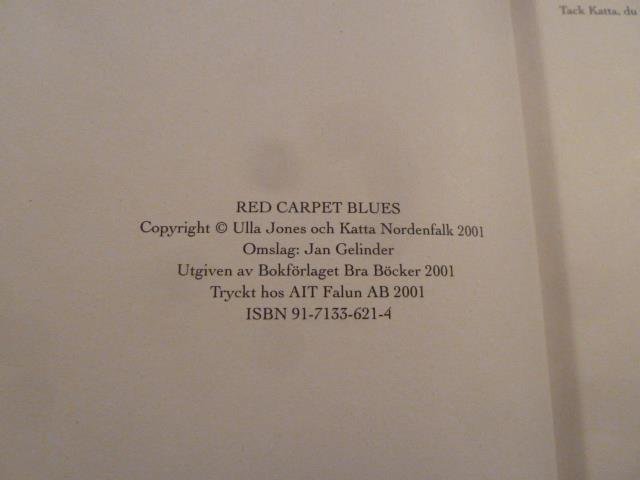 RED CARPET BLUES
Copyright © Ulla Jones och Katta Nordenfalk 2001
Omslag: Jan Gelinder
Utgiven av Bokförlaget Bra Böcker 2001
Tryckt hos AIT Falun AB 2001
ISBN 91-7133-621-4
Tack Katta, du